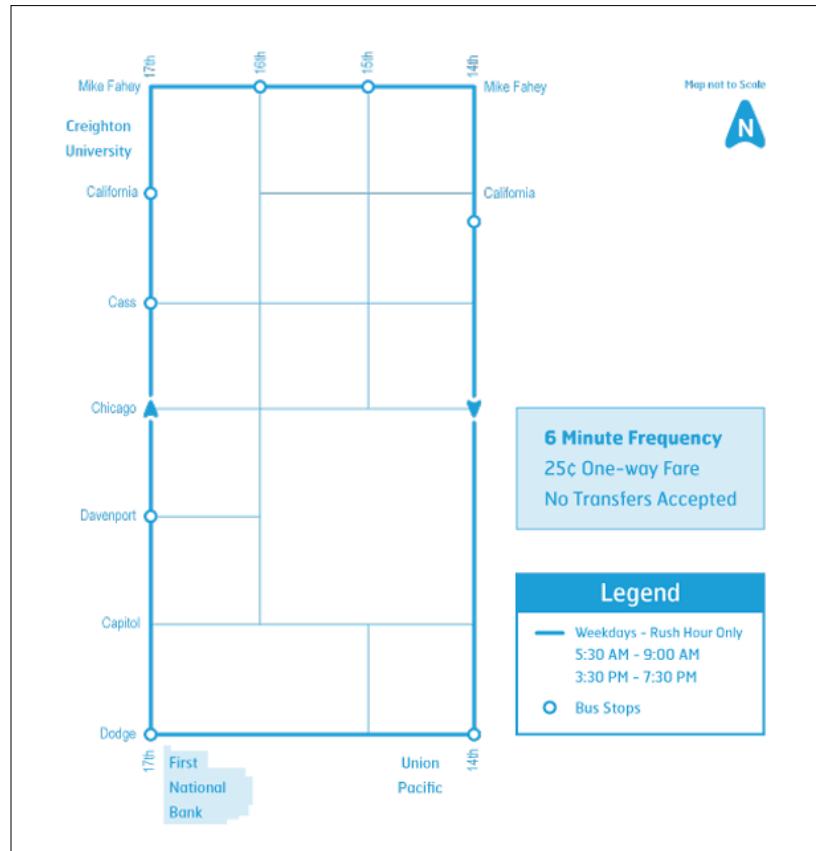 17th
16th
15th
14th
Mike Fahey
Mike Fahey
Map not to Scale
N
Creighton
University
California
California
Cass
Chicago
6 Minute Frequency
25¢ One-way Fare
No Transfers Accepted
Davenport
Legend
Weekdays - Rush Hour Only
5:30 AM - 9:00 AM
3:30 PM - 7:30 PM
Bus Stops
Capitol
Dodge
17th
14th
First
National
Bank
Union
Pacific